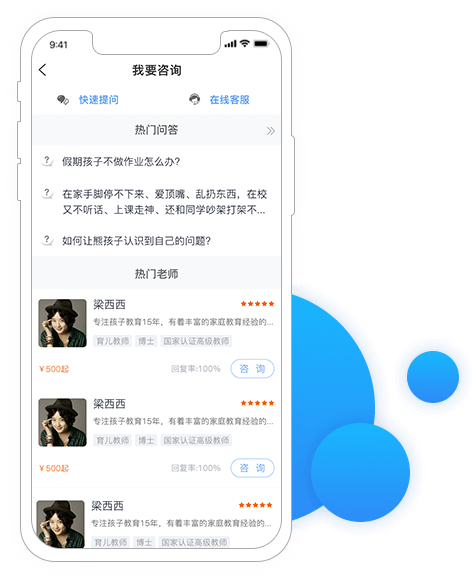 9:41
我要咨询
快速提问
在线客服
热门问答
假期孩子不做作业怎么办？
在家手脚停不下来、爱顶嘴、乱扔东西，在校
又不听话、上课走神、还和同学吵架打架不...
如何让熊孩子认识到自己的问题？
热门老师
梁西西
专注孩子教育15年，有着丰富的家庭教育经验的...
育儿教师 博士 国家认证高级教师
￥500起 回复率:100% 咨 询
梁西西
专注孩子教育15年，有着丰富的家庭教育经验的...
育儿教师 博士 国家认证高级教师
￥500起 回复率:100% 咨 询
梁西西
专注孩子教育15年，有着丰富的家庭教育经验的...
育儿教师 博士 国家认证高级教师